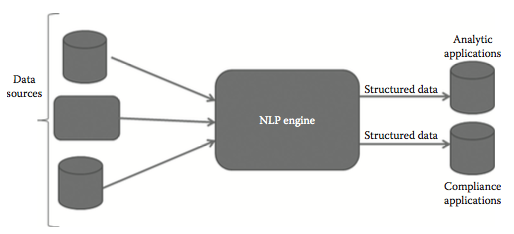 Data
sources
NLP engine
Structured data
Structured data
Analytic
applications
Compliance
applications